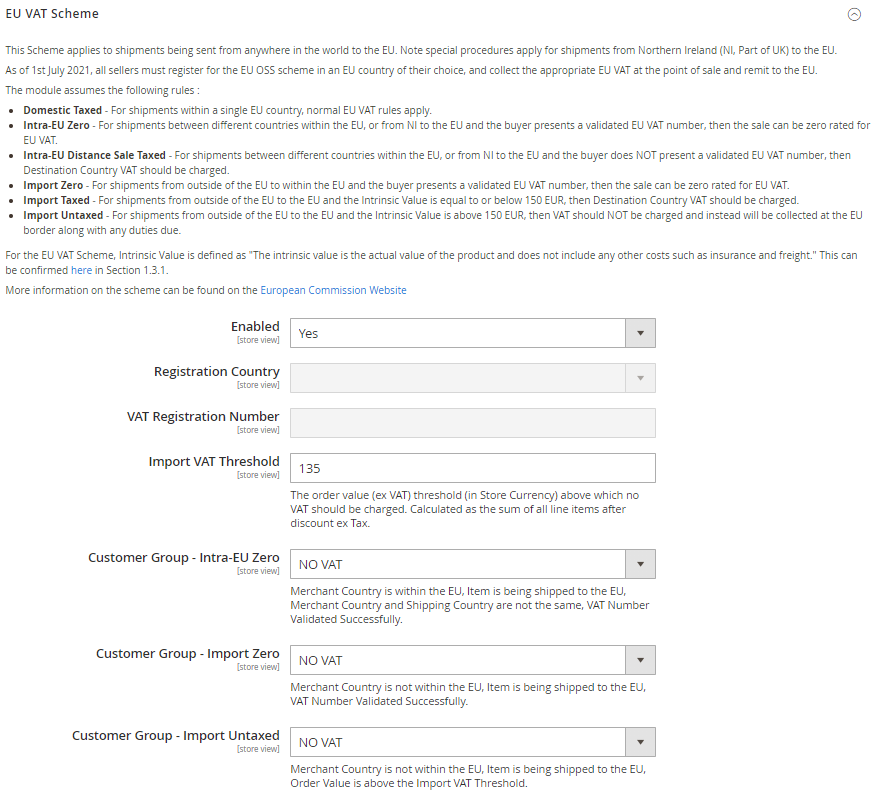 EU VAT Scheme
This Scheme applies to shipments being sent from anywhere in the world to the EU. Note special procedures apply for shipments from Northern Ireland (NI, Part of UK) to the EU.
As of 1st July 2021, all sellers must register for the EU OSS scheme in an EU country of their choice, and collect the appropriate EU VAT at the point of sale and remit to the EU.
The module assumes the following rules :
• Domestic Taxed - For shipments within a single EU country, normal EU VAT rules apply.
• Intra-EU Zero - For shipments between different countries within the EU, or from NI to the EU and the buyer presents a validated EU VAT number, then the sale can be zero rated for
EU VAT.
• Intra-EU Distance Sale Taxed - For shipments between different countries within the EU, or from NI to the EU and the buyer does NOT present a validated EU VAT number, then
Destination Country VAT should be charged.
• Import Zero - For shipments from outside of the EU to within the EU and the buyer presents a validated EU VAT number, then the sale can be zero rated for EU VAT.
• Import Taxed - For shipments from outside of the EU to the EU and the Intrinsic Value is equal to or below 150 EUR, then Destination Country VAT should be charged.
• Import Untaxed - For shipments from outside of the EU to the EU and the Intrinsic Value is above 150 EUR, then VAT should NOT be charged and instead will be collected at the EU
border along with any duties due.
For the EU VAT Scheme, Intrinsic Value is defined as "The intrinsic value is the actual value of the product and does not include any other costs such as insurance and freight." This can
be confirmed here in Section 1.3.1.
More information on the scheme can be found on the European Commission Website
Enabled
[store view]
Yes
Registration Country
[store view]
VAT Registration Number
[store view]
Import VAT Threshold
[store view]
135
The order value (ex VAT) threshold (in Store Currency) above which no
VAT should be charged. Calculated as the sum of all line items after
discount ex Tax.
Customer Group - Intra-EU Zero
[store view]
NO VAT
Merchant Country is within the EU, Item is being shipped to the EU,
Merchant Country and Shipping Country are not the same, VAT Number
Validated Successfully.
Customer Group - Import Zero
[store view]
NO VAT
Merchant Country is not within the EU, Item is being shipped to the EU,
VAT Number Validated Successfully.
Customer Group - Import Untaxed
[store view]
NO VAT
Merchant Country is not within the EU, Item is being shipped to the EU,
Order Value is above the Import VAT Threshold.